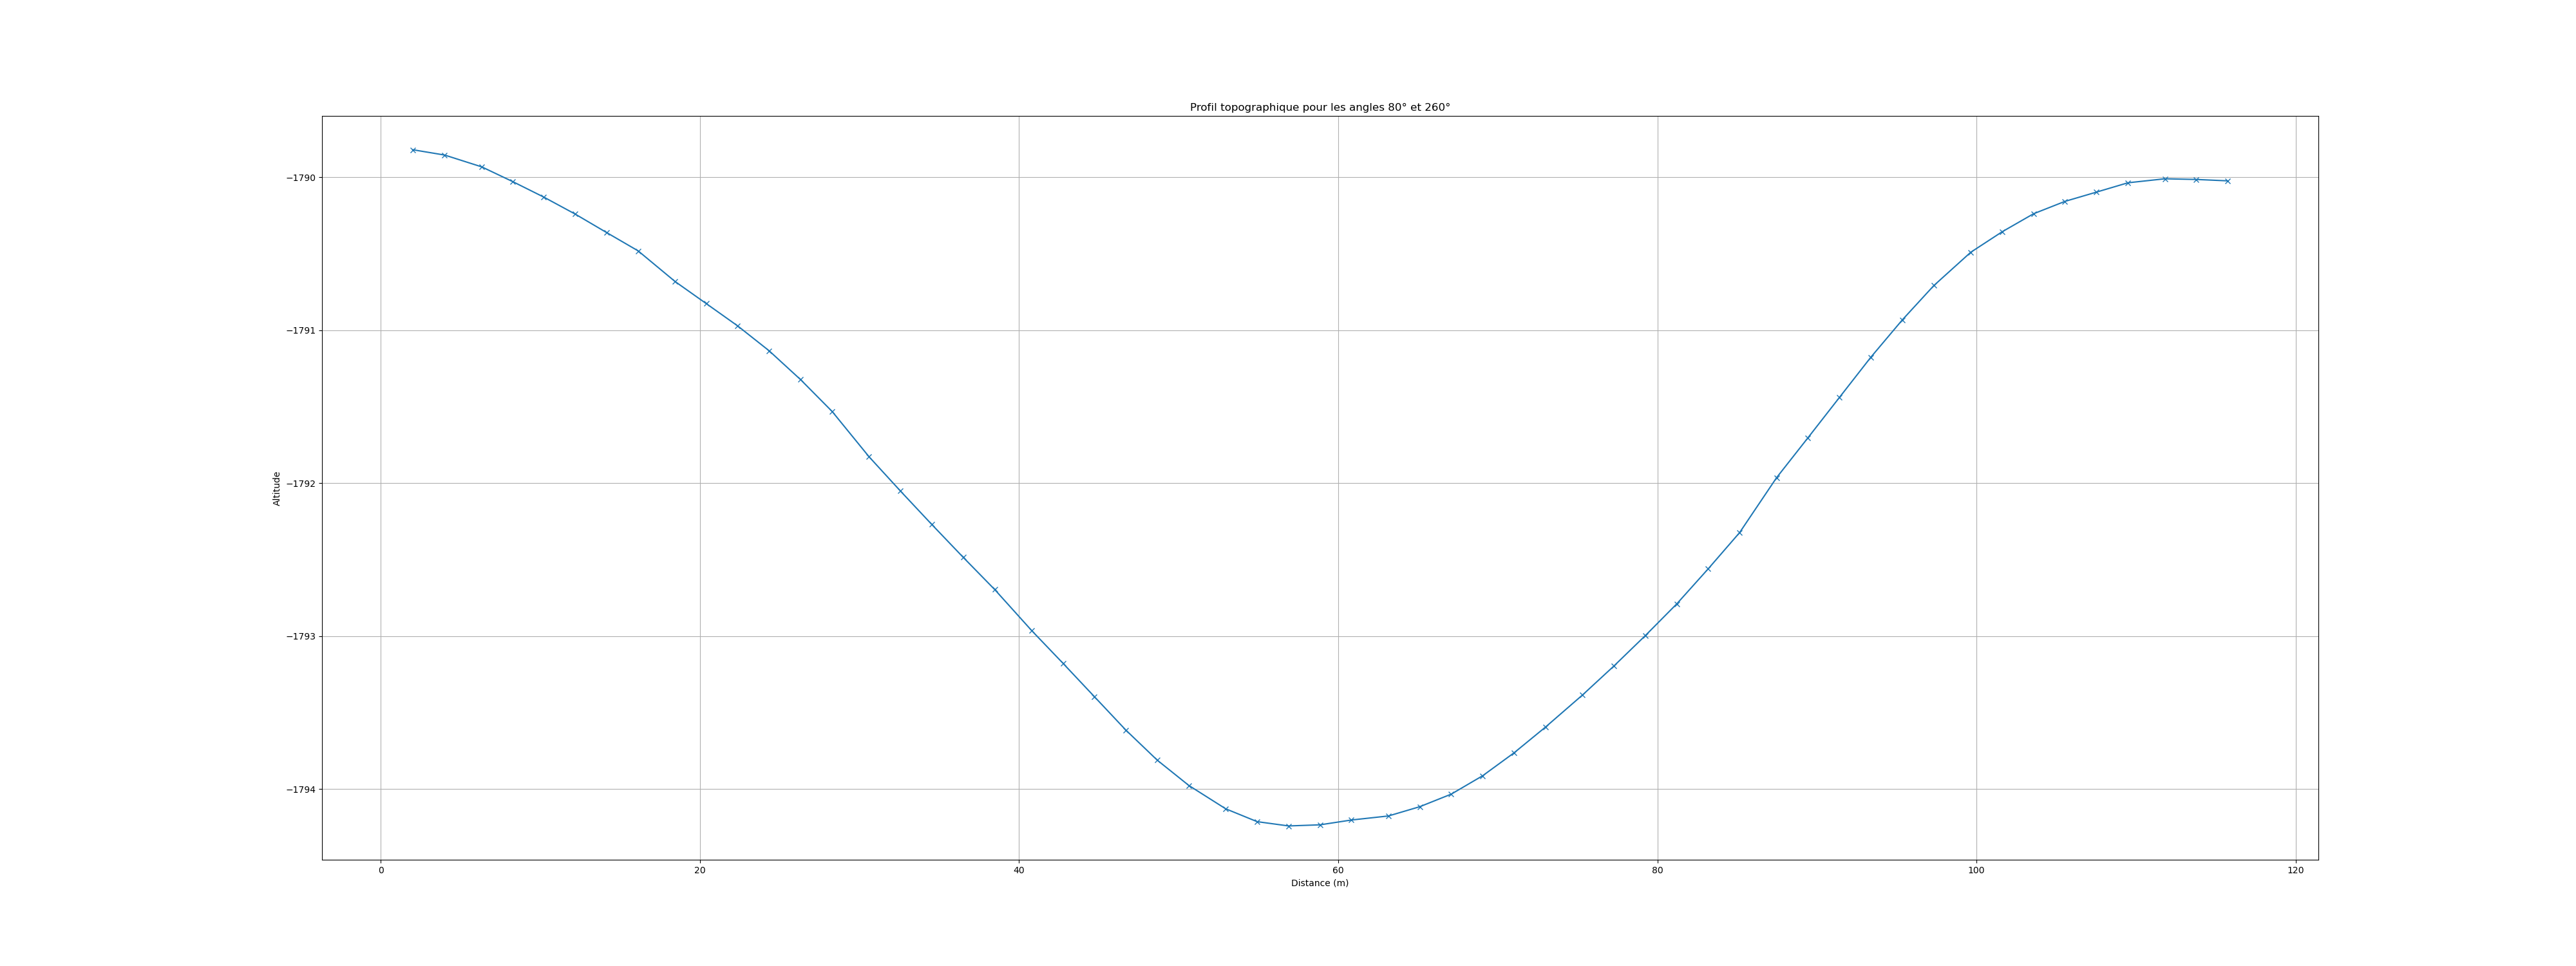 Profil topographique pour les angles 80° et 260°
Altitude
−1790
−1791
−1792
−1793
−1794
0 20 40 60 80 100 120
Distance (m)